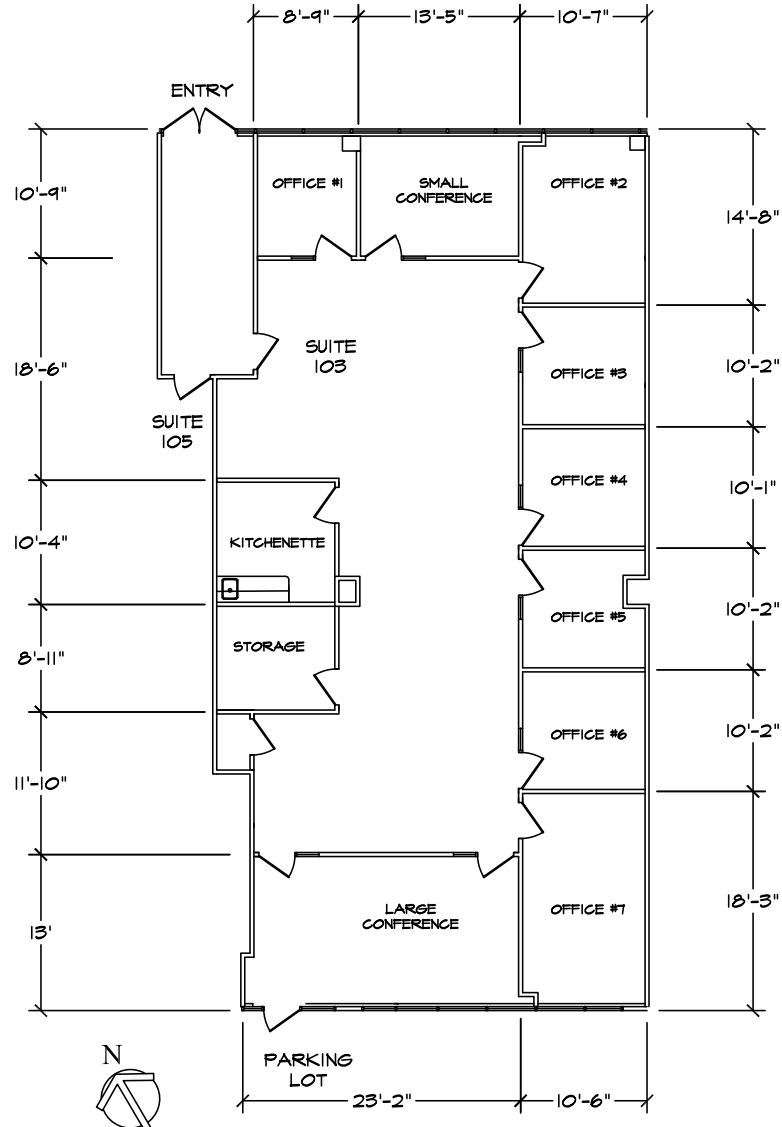 8'-9"
13'-5"
10'-7"
ENTRY
10'-9"
OFFICE #1
SMALL
CONFERENCE
OFFICE #2
14'-8"
SUITE
103
18'-6"
OFFICE #3
10'-2"
SUITE
105
OFFICE #4
10'-1"
10'-4"
KITCHENETTE
OFFICE #5
10'-2"
8'-11"
STORAGE
OFFICE #6
10'-2"
11'-10"
LARGE
CONFERENCE
OFFICE #7
18'-3"
13'
N
PARKING
LOT
23'-2"
10'-6"